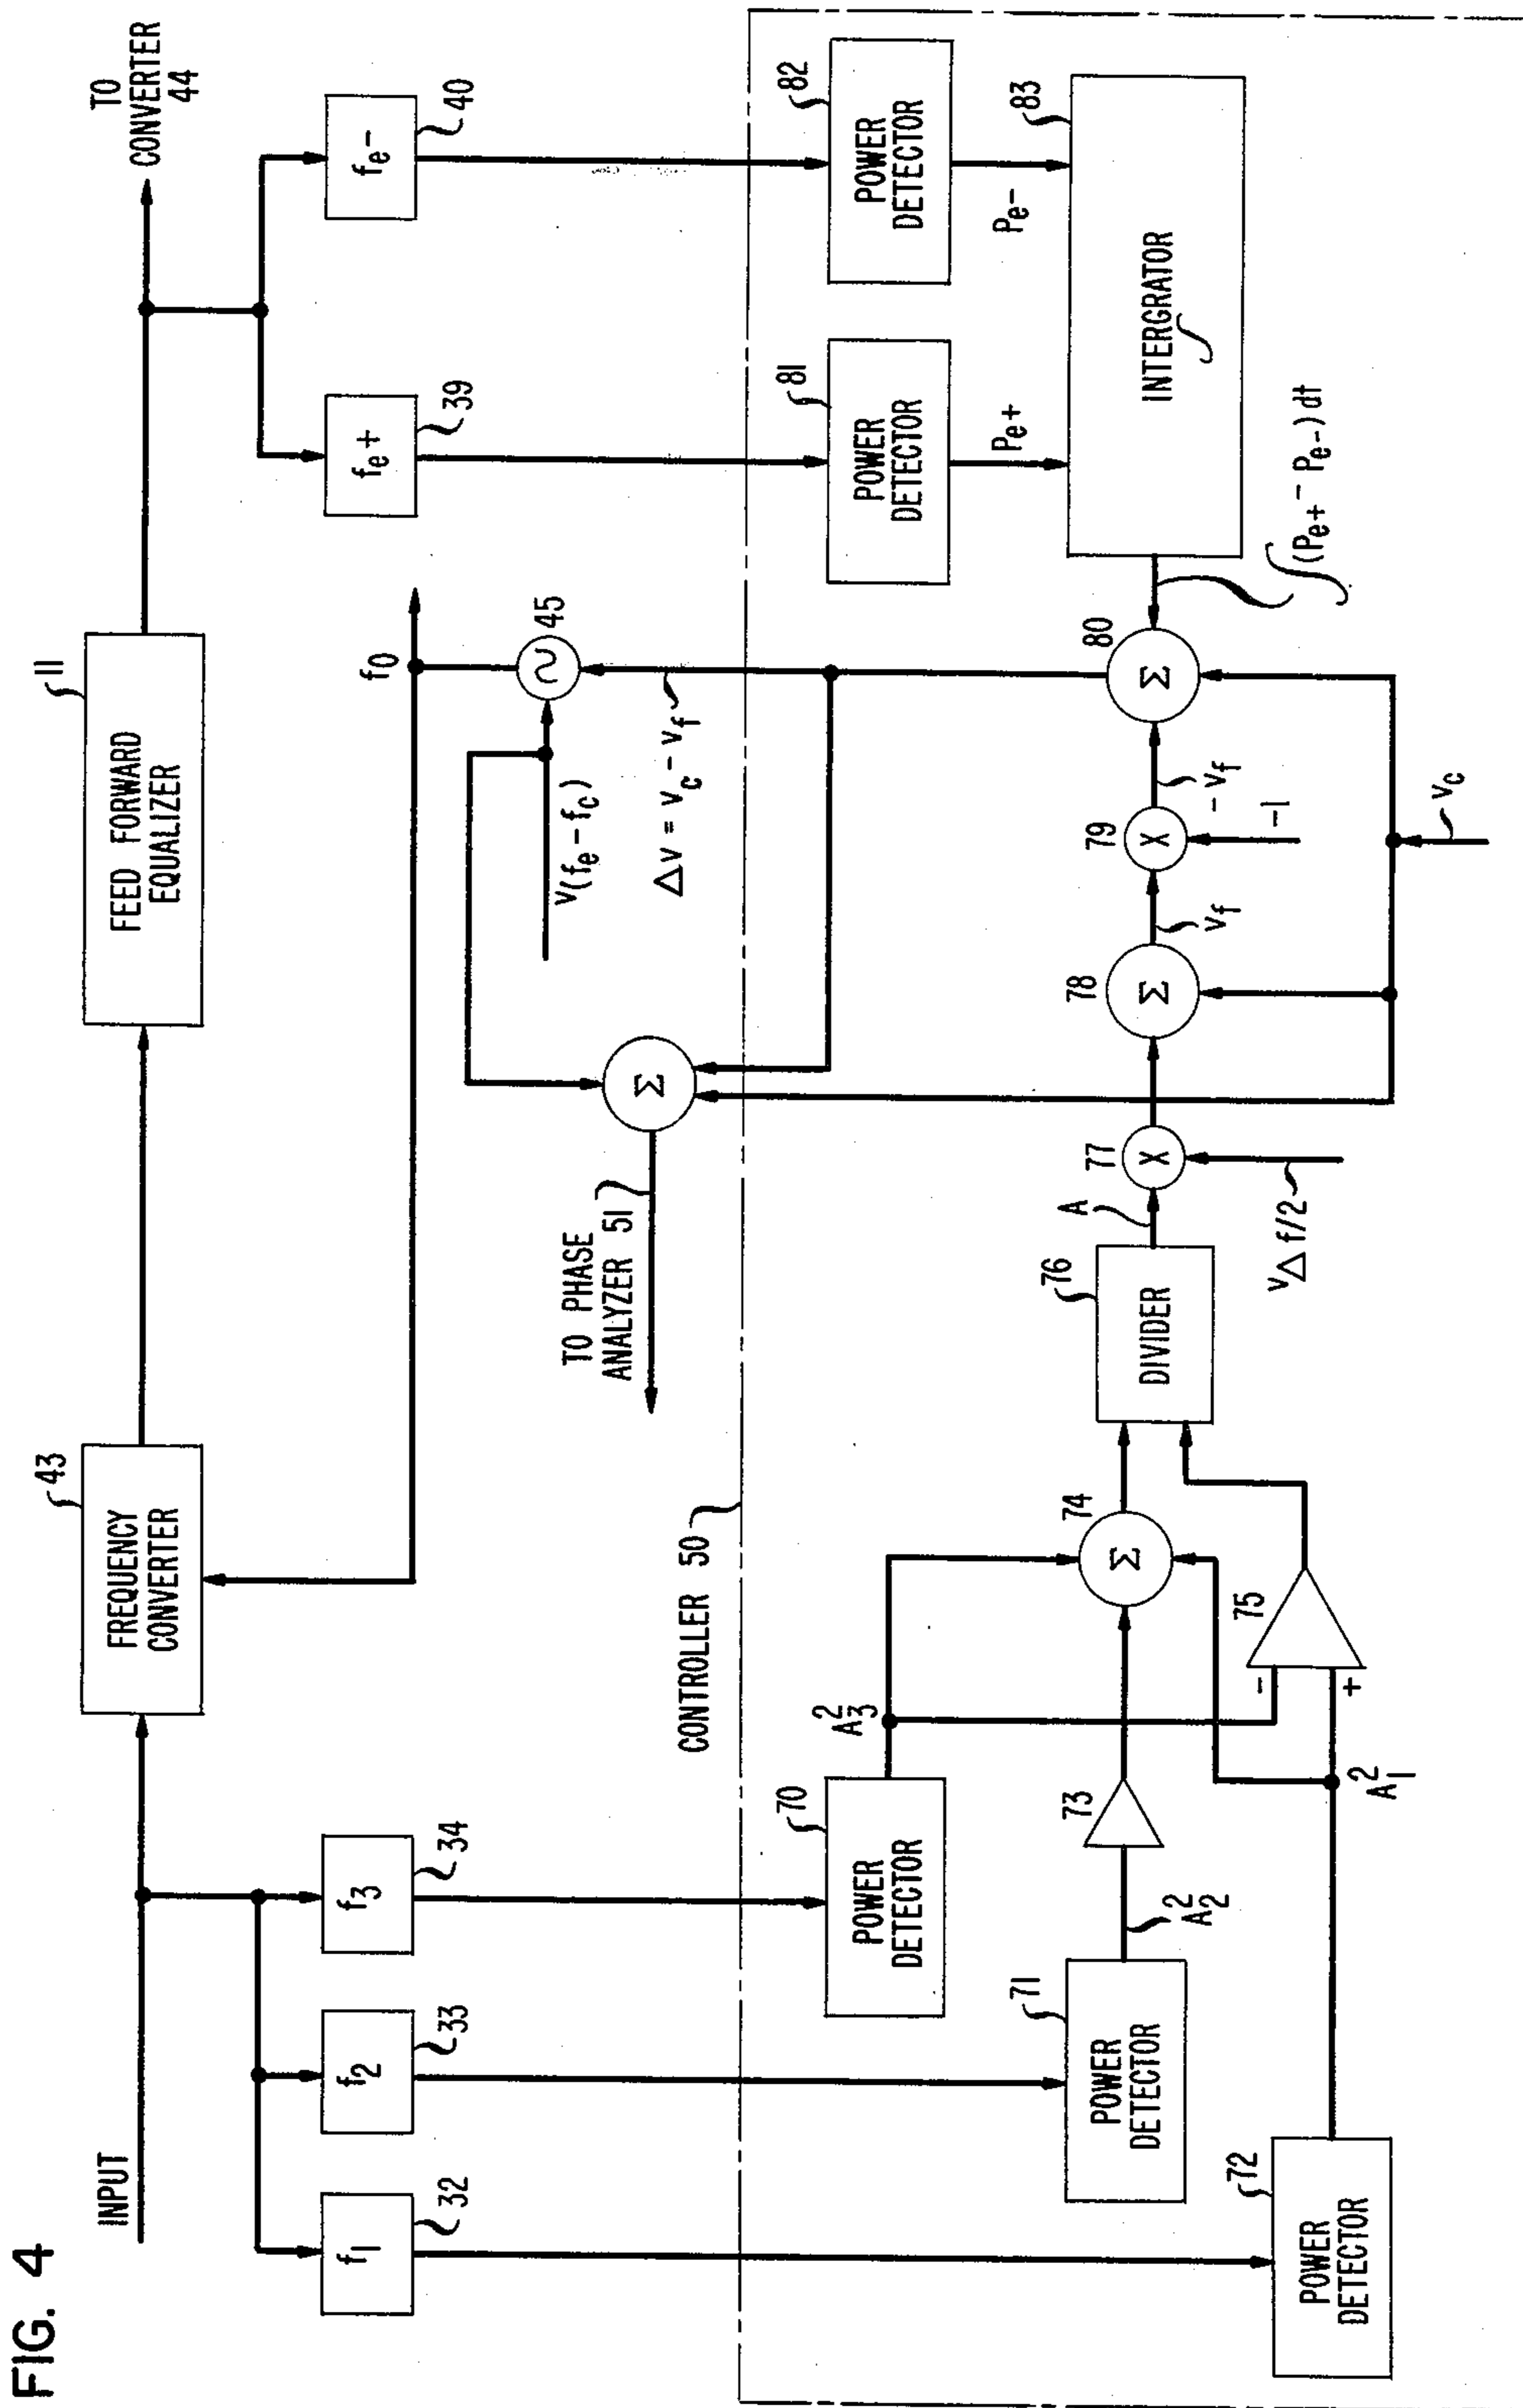 FIG. 4
INPUT
FREQUENCY
CONVERTER
43
FEED FORWARD
EQUALIZER
11
TO
CONVERTER
44
f1
32
f2
33
f3
34
fe+
39
fe-
40
f0
45
V(fe - fc)
Δv = vc - vf
Σ
TO PHASE
ANALYZER 51
CONTROLLER 50
POWER
DETECTOR
70
A3²
POWER
DETECTOR
71
A2²
POWER
DETECTOR
72
A1²
73
Σ
74
-
+
75
DIVIDER
76
A
X
77
VΔf/2
Σ
78
vf
X
79
-1
-vf
Σ
80
vc
POWER
DETECTOR
81
Pe+
POWER
DETECTOR
82
Pe-
INTERGRATOR
83
∫(Pe+ - Pe-)dt